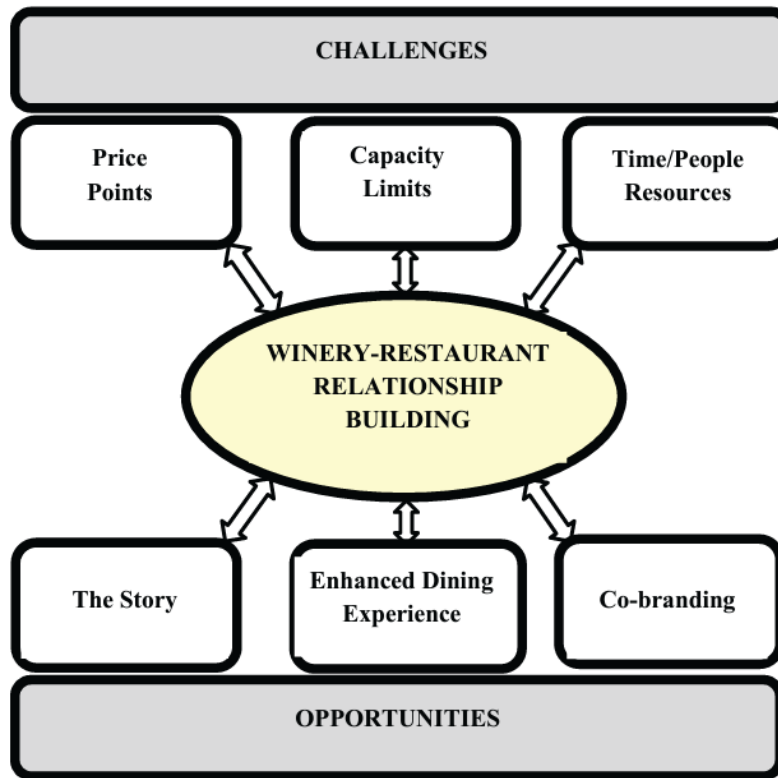 CHALLENGES
Price
Points
Capacity
Limits
Time/People
Resources
WINERY-RESTAURANT
RELATIONSHIP
BUILDING
The Story
Enhanced Dining
Experience
Co-branding
OPPORTUNITIES